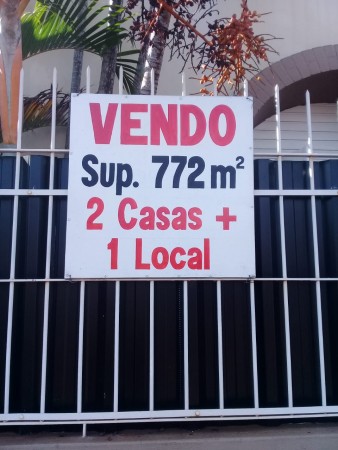 VENDO
Sup. 772 m²
2 Casas +
1 Local